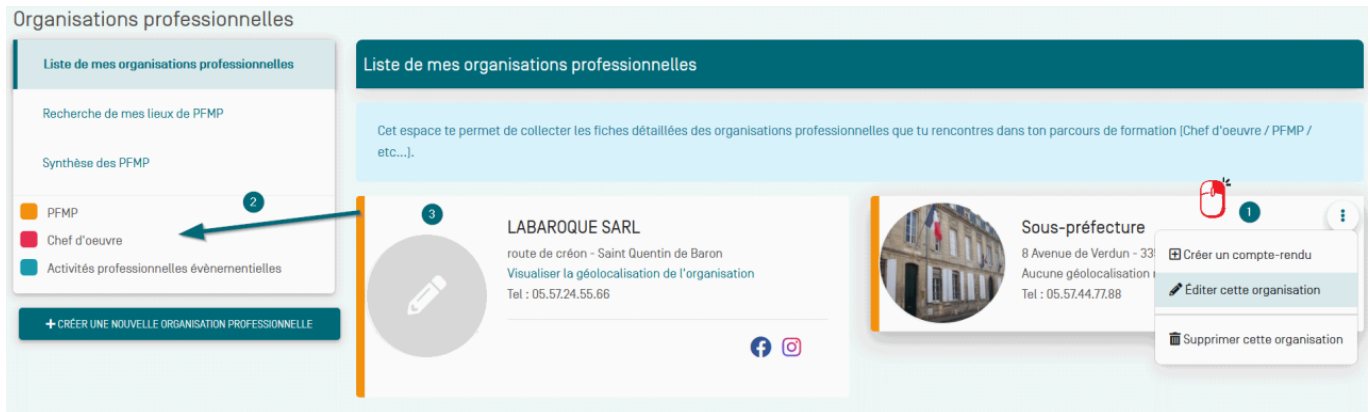 Organisations professionnelles
Liste de mes organisations professionnelles
Recherche de mes lieux de PFMP
Synthèse des PFMP
2
PFMP
Chef d'oeuvre
Activités professionnelles évènementielles
+ CRÉER UNE NOUVELLE ORGANISATION PROFESSIONNELLE
Liste de mes organisations professionnelles
Cet espace te permet de collecter les fiches détaillées des organisations professionnelles que tu rencontres dans ton parcours de formation (Chef d'oeuvre / PFMP /
etc...).
3
LABAROQUE SARL
route de créon - Saint Quentin de Baron
Visualiser la géolocalisation de l'organisation
Tel : 05.57.24.55.66
1
Sous-préfecture
8 Avenue de Verdun - 33
Aucune géolocalisation
Tel : 05.57.44.77.88
Créer un compte-rendu
Éditer cette organisation
Supprimer cette organisation